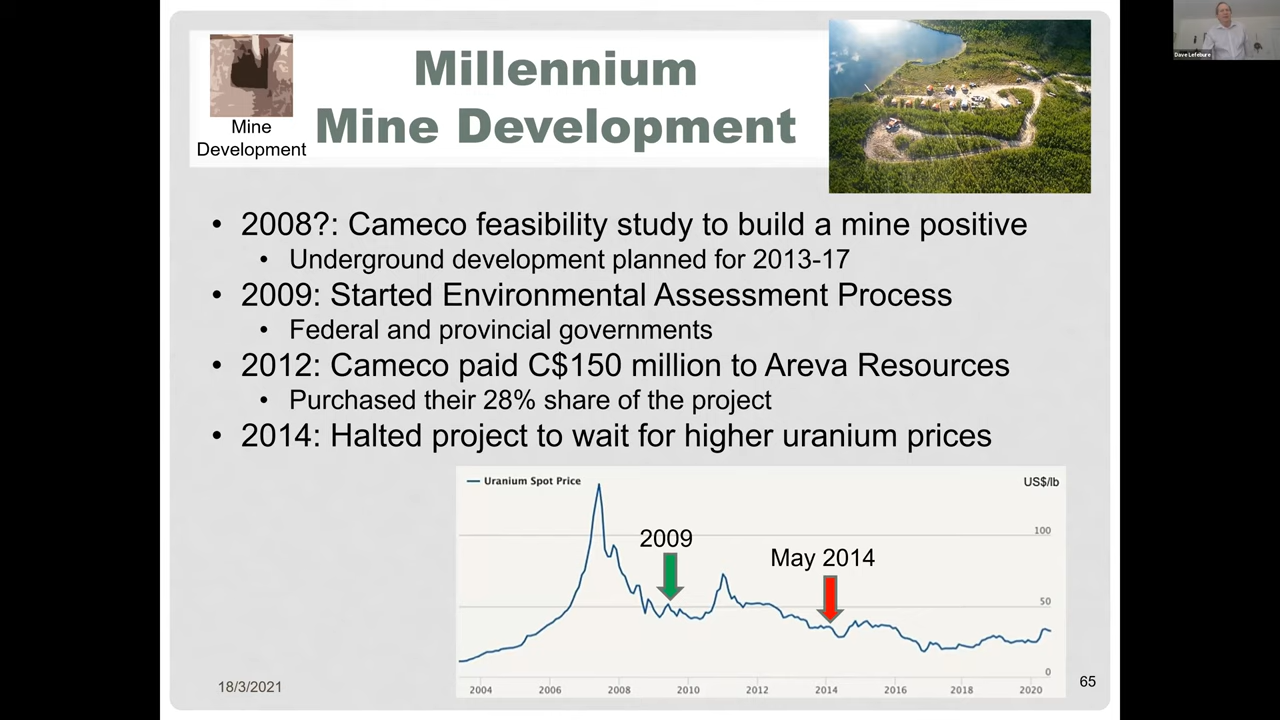 Millennium
Mine Development
Mine
Development
• 2008?: Cameco feasibility study to build a mine positive
• Underground development planned for 2013-17
• 2009: Started Environmental Assessment Process
• Federal and provincial governments
• 2012: Cameco paid C$150 million to Areva Resources
• Purchased their 28% share of the project
• 2014: Halted project to wait for higher uranium prices
Uranium Spot Price
US$/lb
100
2009
May 2014
50
0
2004 2006 2008 2010 2012 2014 2016 2018 2020
18/3/2021
65
Dave Lefebure